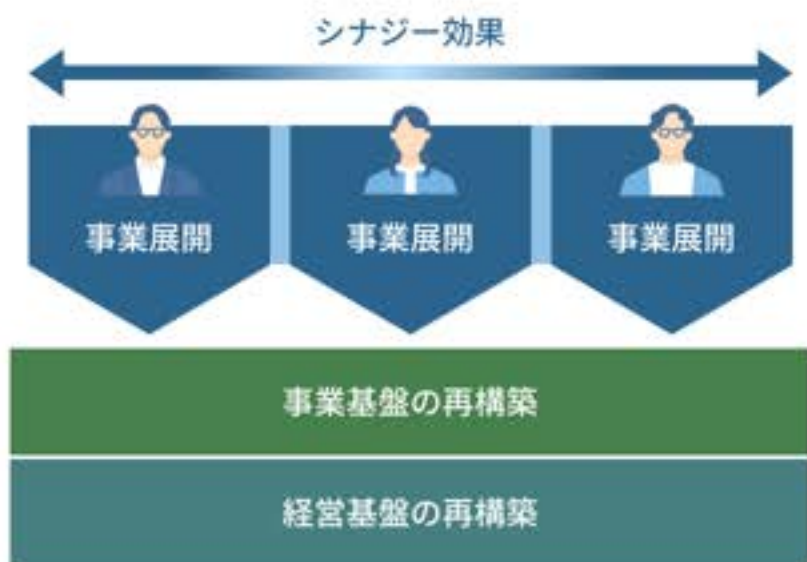 シナジー効果
事業展開
事業展開
事業展開
事業基盤の再構築
経営基盤の再構築